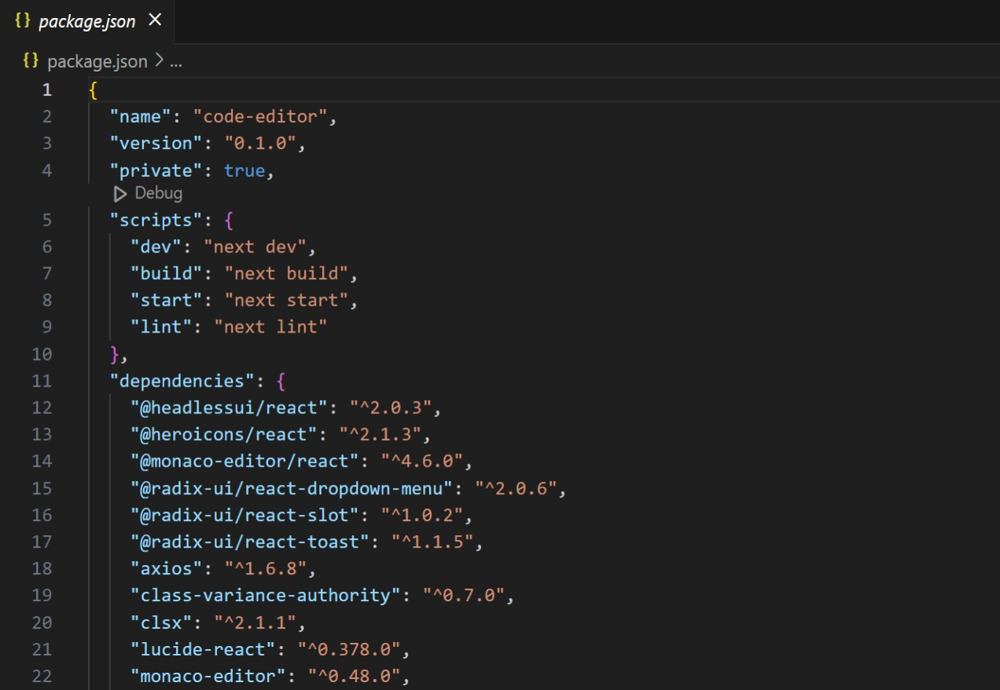 {} package.json ×
{} package.json > ...
1 {
2 "name": "code-editor",
3 "version": "0.1.0",
4 "private": true,
Debug
5 "scripts": {
6 "dev": "next dev",
7 "build": "next build",
8 "start": "next start",
9 "lint": "next lint"
10 },
11 "dependencies": {
12 "@headlessui/react": "^2.0.3",
13 "@heroicons/react": "^2.1.3",
14 "@monaco-editor/react": "^4.6.0",
15 "@radix-ui/react-dropdown-menu": "^2.0.6",
16 "@radix-ui/react-slot": "^1.0.2",
17 "@radix-ui/react-toast": "^1.1.5",
18 "axios": "^1.6.8",
19 "class-variance-authority": "^0.7.0",
20 "clsx": "^2.1.1",
21 "lucide-react": "^0.378.0",
22 "monaco-editor": "^0.48.0",